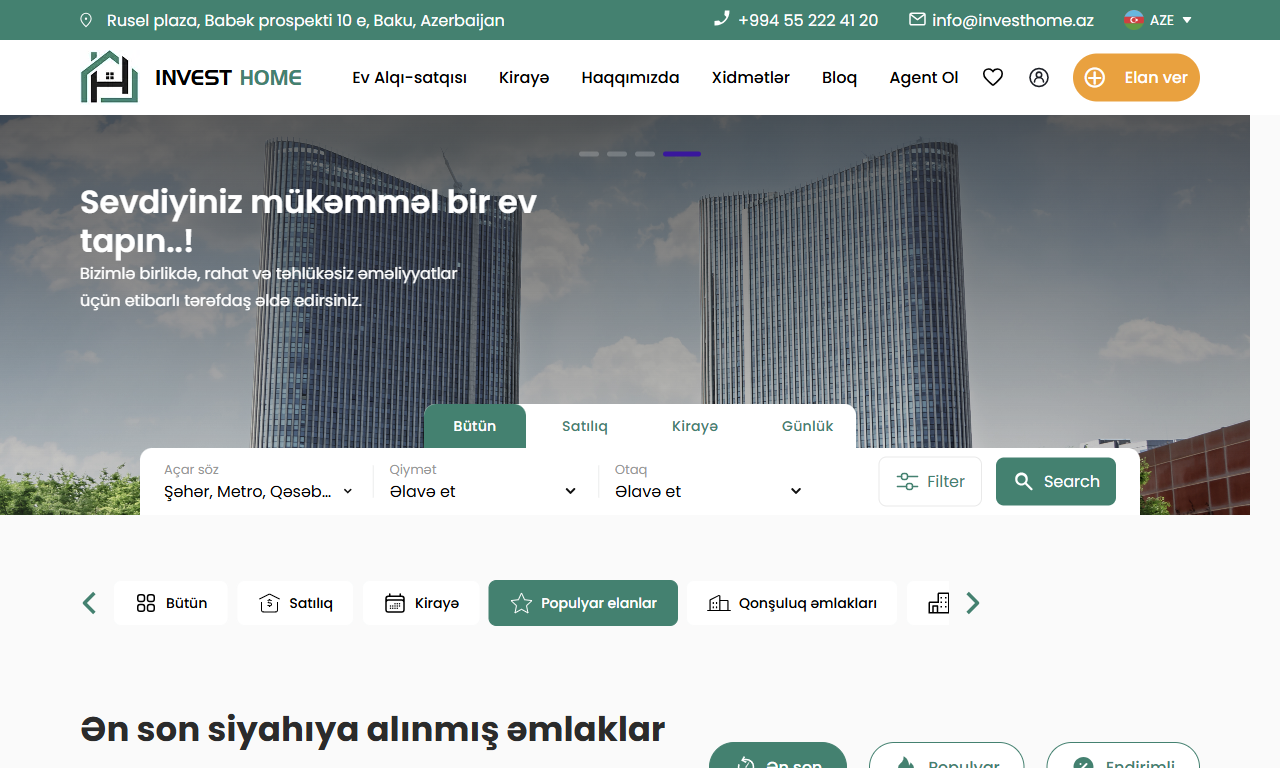 Rusel plaza, Babək prospekti 10 e, Baku, Azerbaijan
+994 55 222 41 20
info@investhome.az
AZE
INVEST HOME
Ev Alqı-satqısı
Kirayə
Haqqımızda
Xidmətlər
Bloq
Agent Ol
Elan ver
Sevdiyiniz mükəmməl bir ev
tapın..!
Bizimlə birlikdə, rahat və təhlükəsiz əməliyyatlar
üçün etibarlı tərəfdaş əldə edirsiniz.
Bütün
Satılıq
Kirayə
Günlük
Açar söz
Şəhər, Metro, Qəsəb...
Qiymət
Əlavə et
Otaq
Əlavə et
Filter
Search
Bütün
Satılıq
Kirayə
Populyar elanlar
Qonşuluq əmlakları
Ən son siyahıya alınmış əmlaklar
Ən son
Populyar
Endirimli